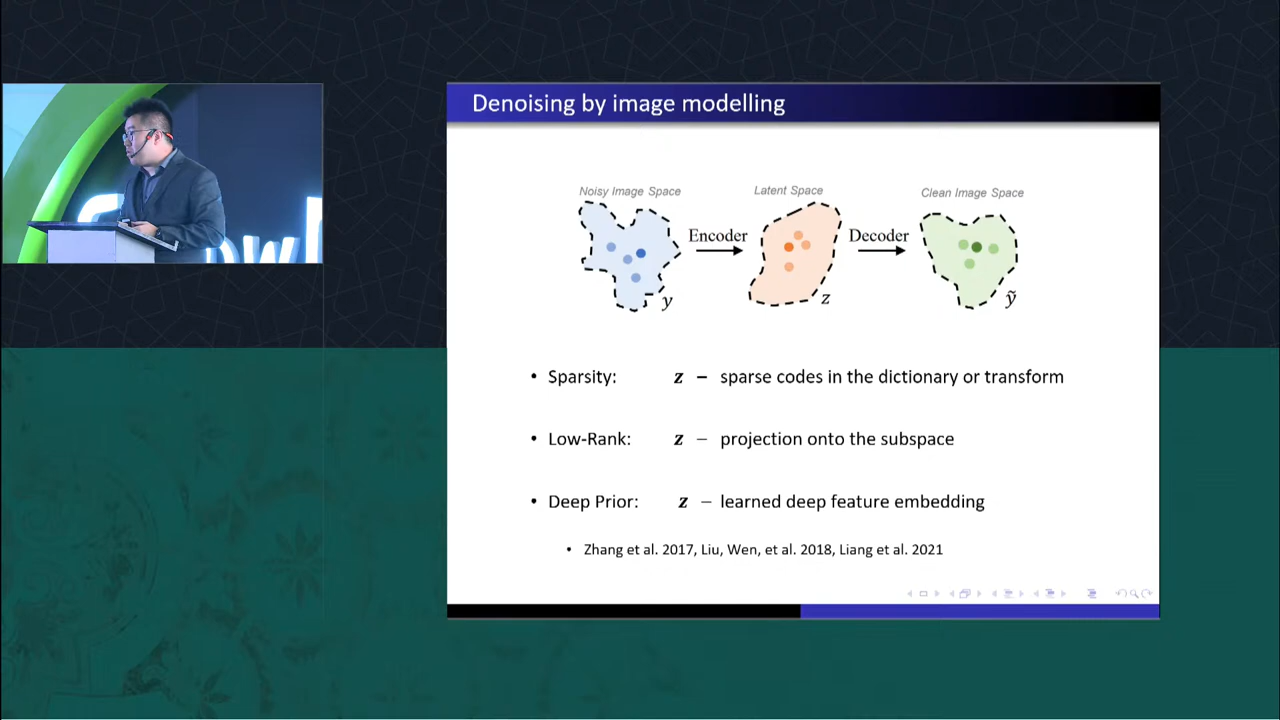 Denoising by image modelling
Noisy Image Space
Latent Space
Clean Image Space
Encoder
Decoder
y
z
ỹ
• Sparsity: z – sparse codes in the dictionary or transform
• Low-Rank: z – projection onto the subspace
• Deep Prior: z – learned deep feature embedding
• Zhang et al. 2017, Liu, Wen, et al. 2018, Liang et al. 2021